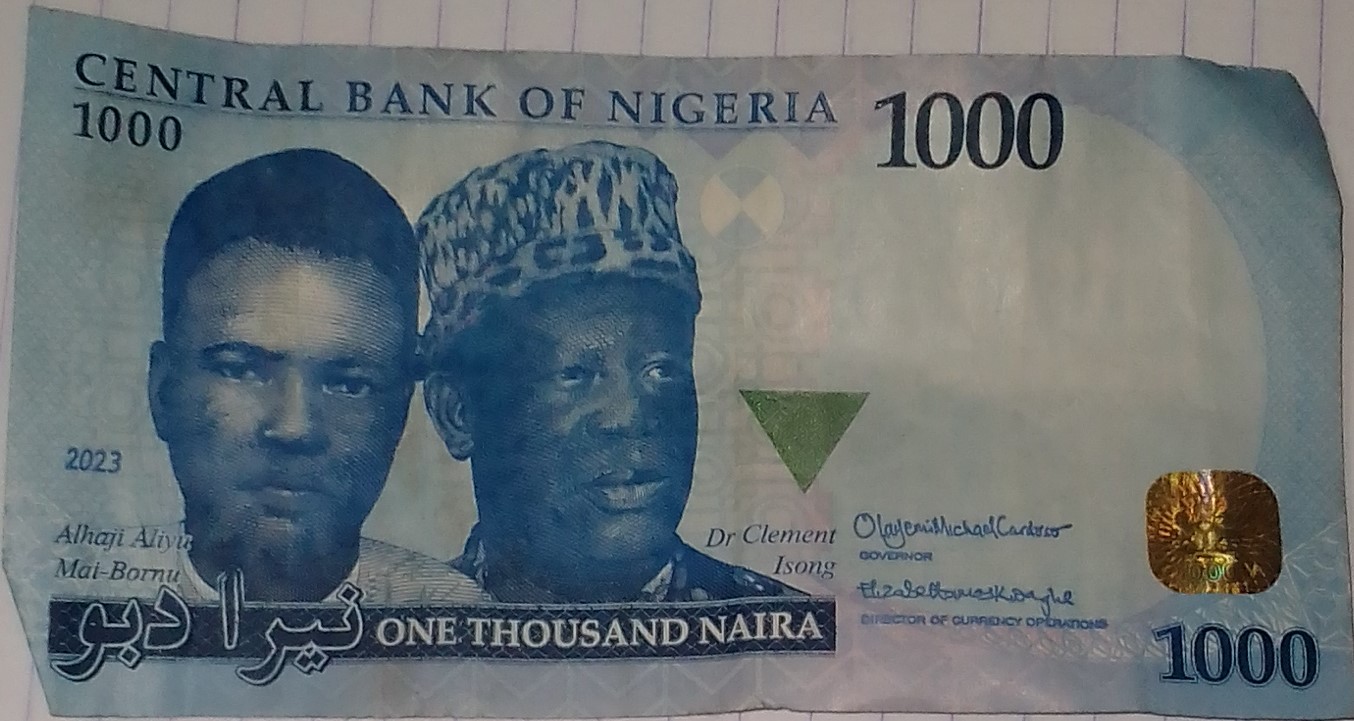 CENTRAL BANK OF NIGERIA
1000
1000
2023
Alhaji Aliyu
Mai-Bornu
Dr Clement
Isong
OlayemiMichaelCardoso
GOVERNOR
DIRECTOR OF CURRENCY OPERATIONS
نيرا دبو
ONE THOUSAND NAIRA
1000